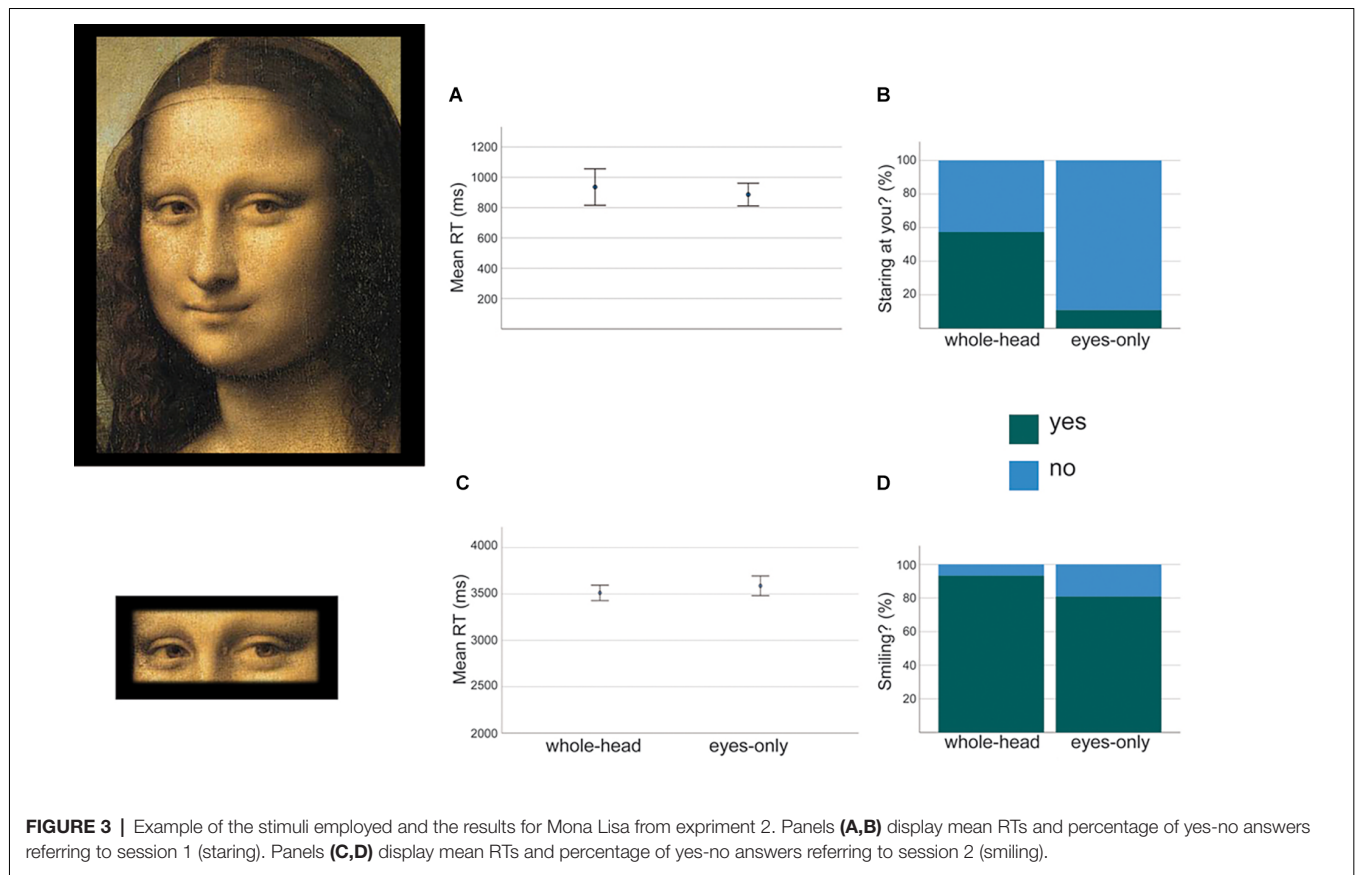 A
B
1200
1000
800
600
400
200
Mean RT (ms)
100
80
60
40
20
Staring at you? (%)
whole-head eyes-only
yes
no
C
D
4000
3500
3000
2500
2000
Mean RT (ms)
whole-head eyes-only
100
80
60
40
20
Smiling? (%)
whole-head eyes-only
FIGURE 3 | Example of the stimuli employed and the results for Mona Lisa from expriment 2. Panels (A,B) display mean RTs and percentage of yes-no answers
referring to session 1 (staring). Panels (C,D) display mean RTs and percentage of yes-no answers referring to session 2 (smiling).